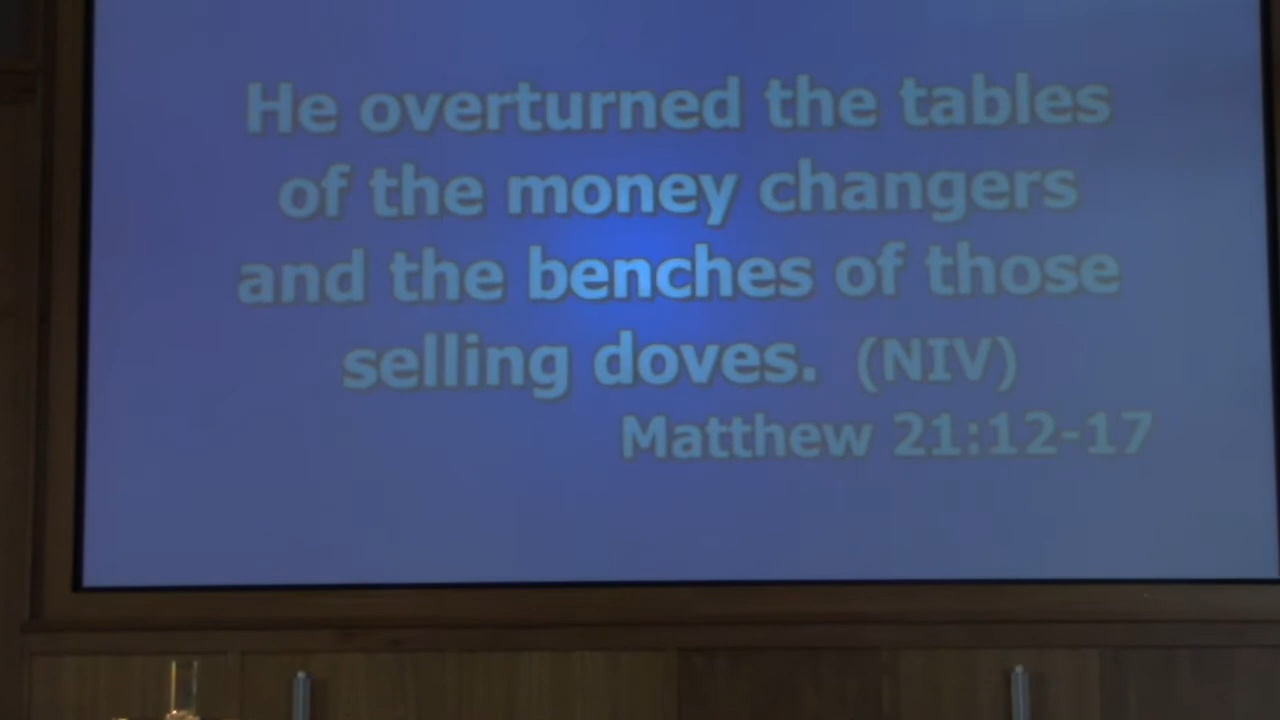 He overturned the tables
of the money changers
and the benches of those
selling doves. (NIV)
Matthew 21:12-17